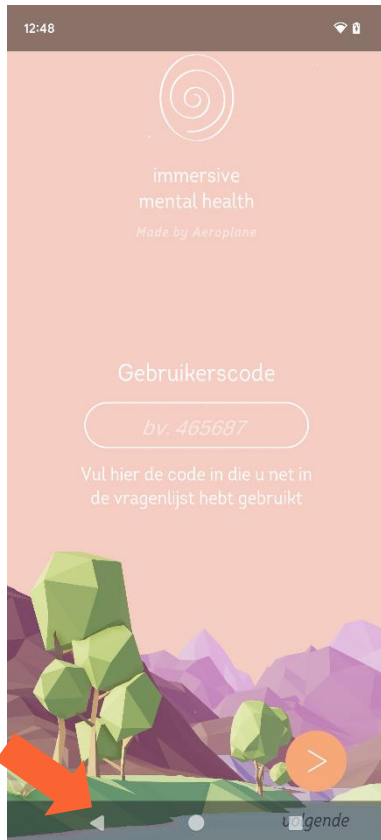 12:48
immersive
mental health
Made by Aeroplane
Gebruikerscode
bv. 465687
Vul hier de code in die u net in
de vragenlijst hebt gebruikt
>
volgende